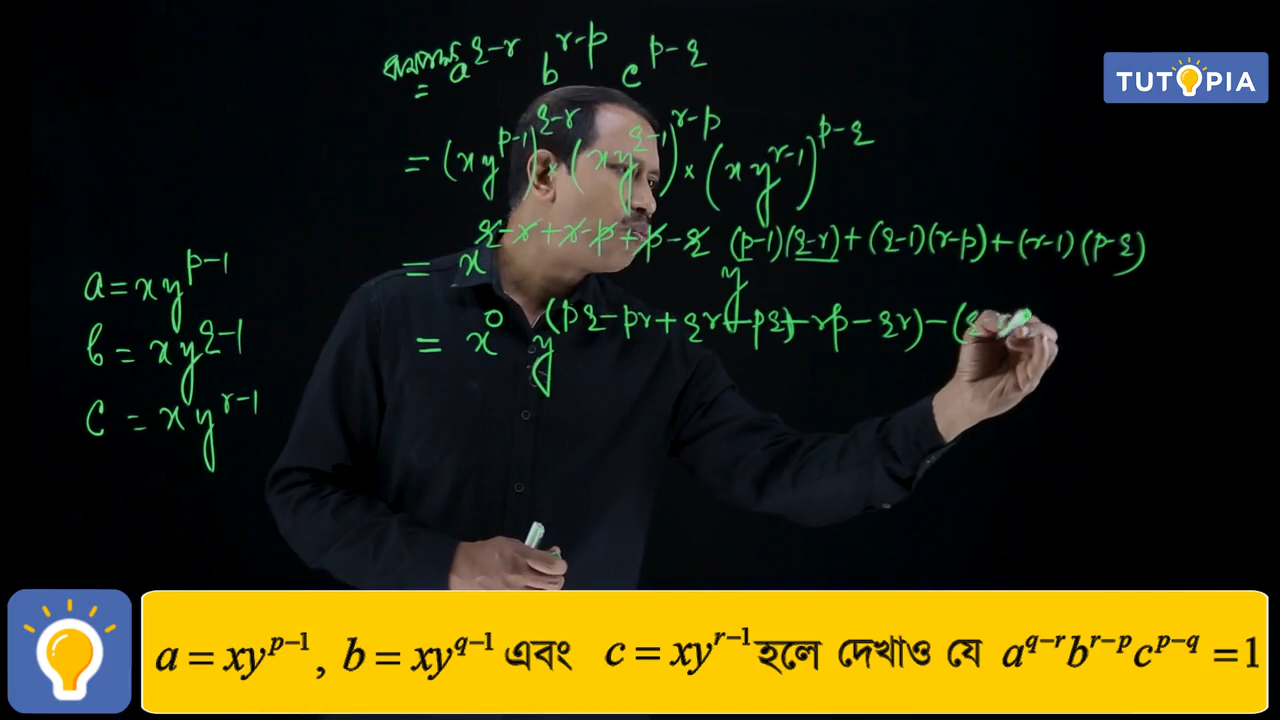 বামপক্ষ
= a^{q-r} b^{r-p} c^{p-q}
= (xy^{p-1})^{q-r} × (xy^{q-1})^{r-p} × (xy^{r-1})^{p-q}
= x^{q-r+r-p+p-q} y^{(p-1)(q-r)+(q-1)(r-p)+(r-1)(p-q)}
= x^0 y^{(pq-pr+qr-pq+rp-qr)-(q
a = xy^{p-1}
b = xy^{q-1}
c = xy^{r-1}
TUTOPIA
a = xy^{p-1}, b = xy^{q-1} এবং c = xy^{r-1} হলে দেখাও যে a^{q-r}b^{r-p}c^{p-q} = 1